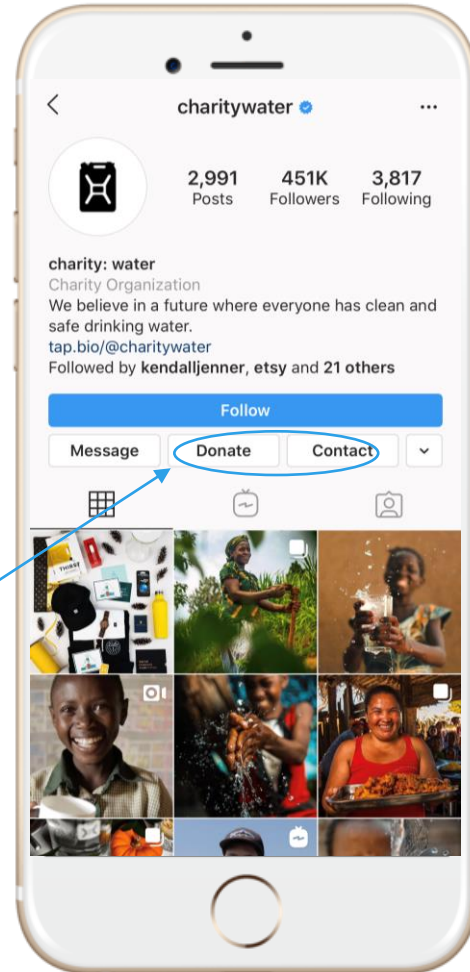 charitywater
2,991 451K 3,817
Posts Followers Following
charity: water
Charity Organization
We believe in a future where everyone has clean and
safe drinking water.
tap.bio/@charitywater
Followed by kendalljenner, etsy and 21 others
Follow
Message Donate Contact